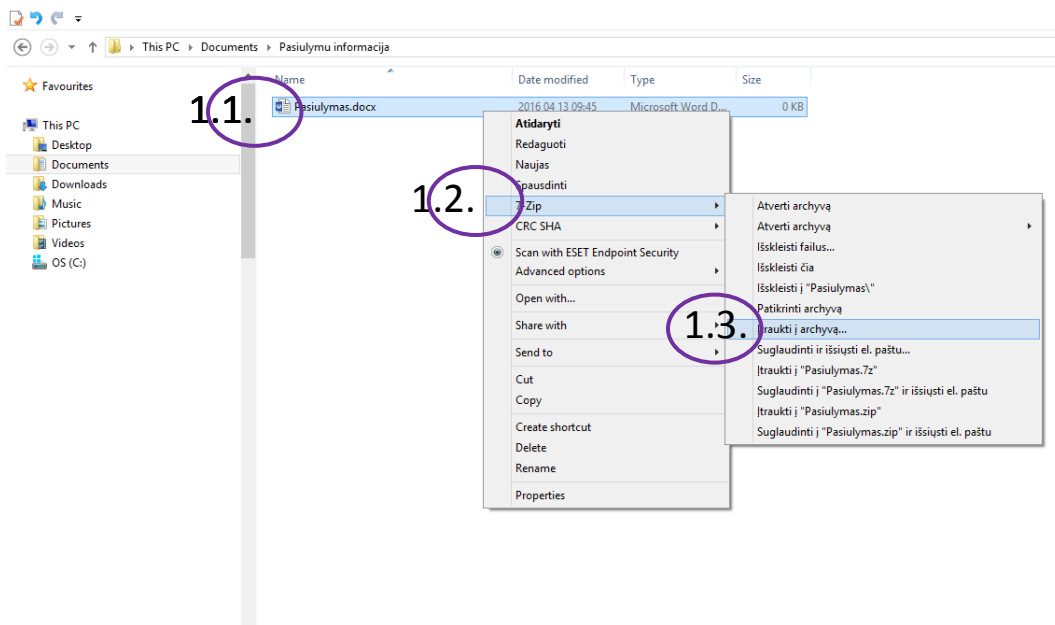 This PC Documents Pasiulymu informacija
Favourites
This PC
Desktop
Documents
Downloads
Music
Pictures
Videos
OS (C:)
Name Date modified Type Size
1.1.
Pasiulymas.docx 2016 04 13 09:45 Microsoft Word D... 0 KB
Atidaryti
Redaguoti
Naujas
Spausdinti
1.2.
7-Zip
CRC SHA
Scan with ESET Endpoint Security
Advanced options
Open with...
Share with
Send to
Cut
Copy
Create shortcut
Delete
Rename
Properties
Atverti archyvą
Atverti archyvą
Išskleisti failus...
Išskleisti čia
Išskleisti į "Pasiulymas\"
Patikrinti archyvą
1.3.
Įtraukti į archyvą...
Suglaudinti ir išsiųsti el. paštu...
Įtraukti į "Pasiulymas.7z"
Suglaudinti į "Pasiulymas.7z" ir išsiųsti el. paštu
Įtraukti į "Pasiulymas.zip"
Suglaudinti į "Pasiulymas.zip" ir išsiųsti el. paštu